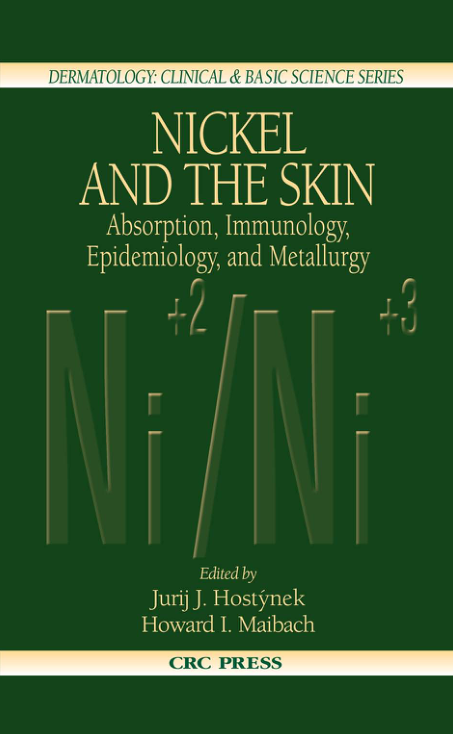 DERMATOLOGY: CLINICAL & BASIC SCIENCE SERIES
NICKEL
AND THE SKIN
Absorption, Immunology,
Epidemiology, and Metallurgy
Ni+2/Ni+3
Edited by
Jurij J. Hostýnek
Howard I. Maibach
CRC PRESS